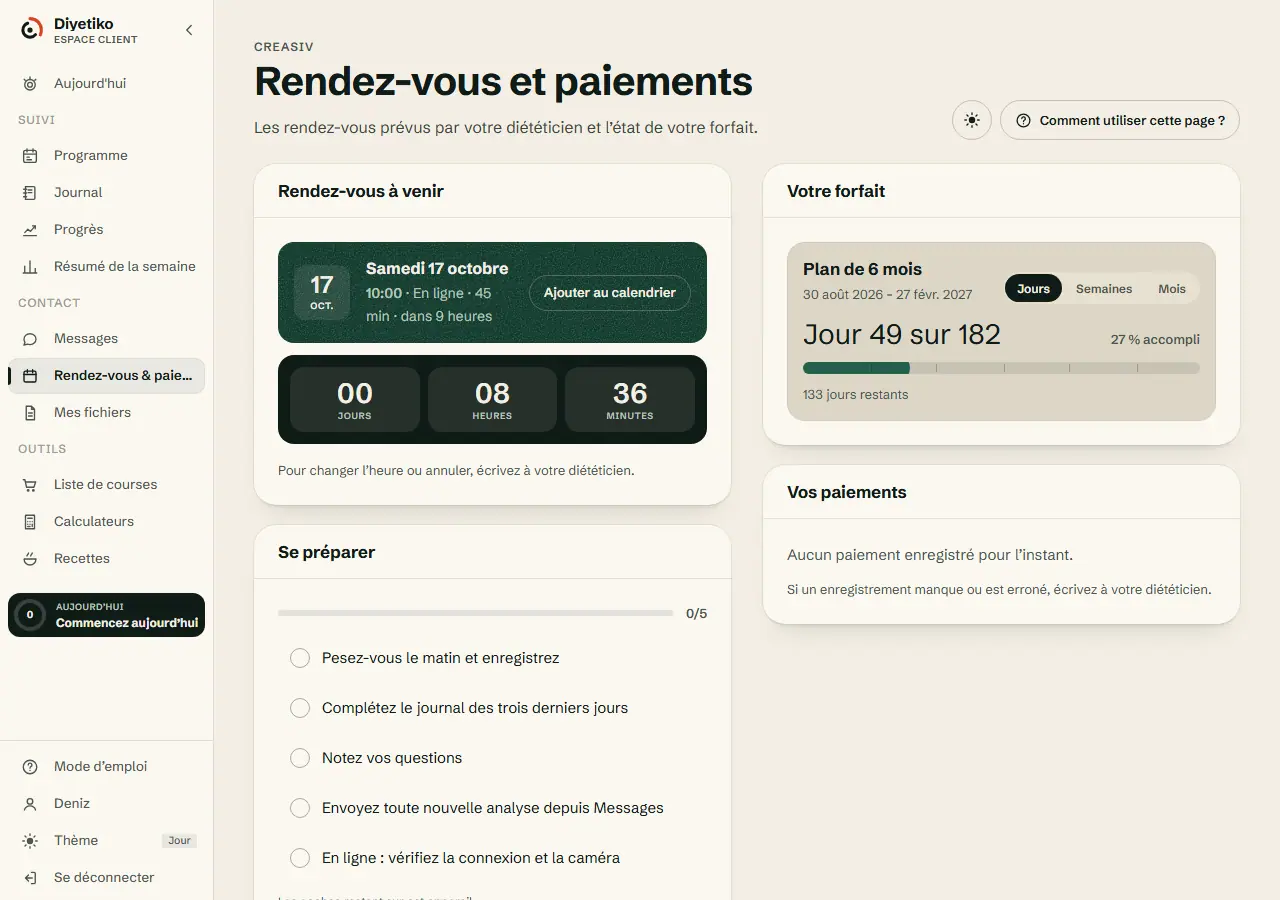 Diyetiko
ESPACE CLIENT
Aujourd'hui
SUIVI
Programme
Journal
Progrès
Résumé de la semaine
CONTACT
Messages
Rendez-vous & paie...
Mes fichiers
OUTILS
Liste de courses
Calculateurs
Recettes
0
AUJOURD'HUI
Commencez aujourd’hui
Mode d’emploi
Deniz
Thème
Jour
Se déconnecter
CREASIV
Rendez-vous et paiements
Les rendez-vous prévus par votre diététicien et l’état de votre forfait.
Comment utiliser cette page ?
Rendez-vous à venir
17
OCT.
Samedi 17 octobre
10:00 · En ligne · 45
min · dans 9 heures
Ajouter au calendrier
00
JOURS
08
HEURES
36
MINUTES
Pour changer l’heure ou annuler, écrivez à votre diététicien.
Se préparer
0/5
Pesez-vous le matin et enregistrez
Complétez le journal des trois derniers jours
Notez vos questions
Envoyez toute nouvelle analyse depuis Messages
En ligne : vérifiez la connexion et la caméra
Votre forfait
Plan de 6 mois
30 août 2026 – 27 févr. 2027
Jours
Semaines
Mois
Jour 49 sur 182
27 % accompli
133 jours restants
Vos paiements
Aucun paiement enregistré pour l’instant.
Si un enregistrement manque ou est erroné, écrivez à votre diététicien.